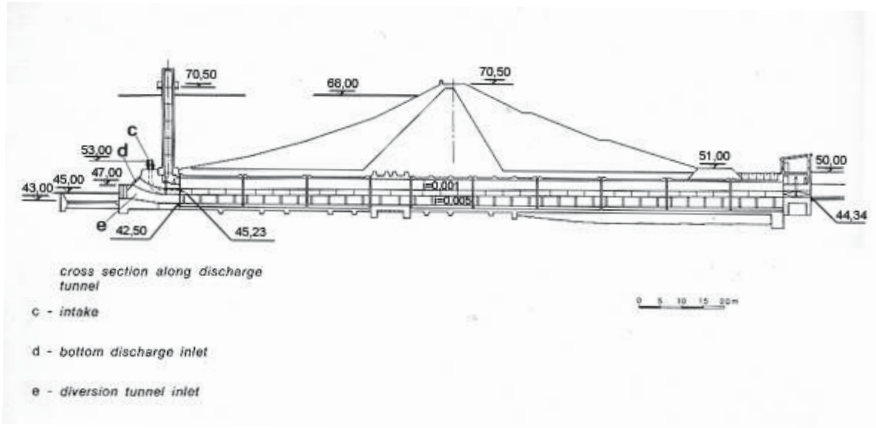 70,50
70,50
68,00
c
53,00
d
47,00
45,00
43,00
51,00
50,00
i=0,001
i=0,005
e
42,50
45,23
44,34
cross section along discharge
tunnel
c - intake
d - bottom discharge inlet
e - diversion tunnel inlet
0 5 10 15 20m